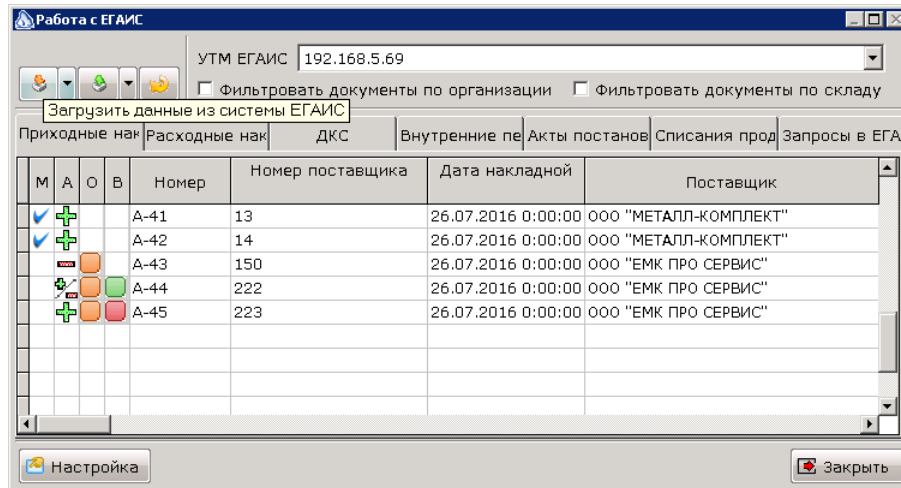 Работа с ЕГАИС
УТМ ЕГАИС 192.168.5.69
Фильтровать документы по организации Фильтровать документы по складу
Загрузить данные из системы ЕГАИС
Приходные нак Расходные нак ДКС Внутренние пе Акты постанов Списания прод Запросы в ЕГА
М А О В Номер Номер поставщика Дата накладной Поставщик
А-41 13 26.07.2016 0:00:00 ООО "МЕТАЛЛ-КОМПЛЕКТ"
А-42 14 26.07.2016 0:00:00 ООО "МЕТАЛЛ-КОМПЛЕКТ"
А-43 150 26.07.2016 0:00:00 ООО "ЕМК ПРО СЕРВИС"
А-44 222 26.07.2016 0:00:00 ООО "ЕМК ПРО СЕРВИС"
А-45 223 26.07.2016 0:00:00 ООО "ЕМК ПРО СЕРВИС"
Настройка Закрыть